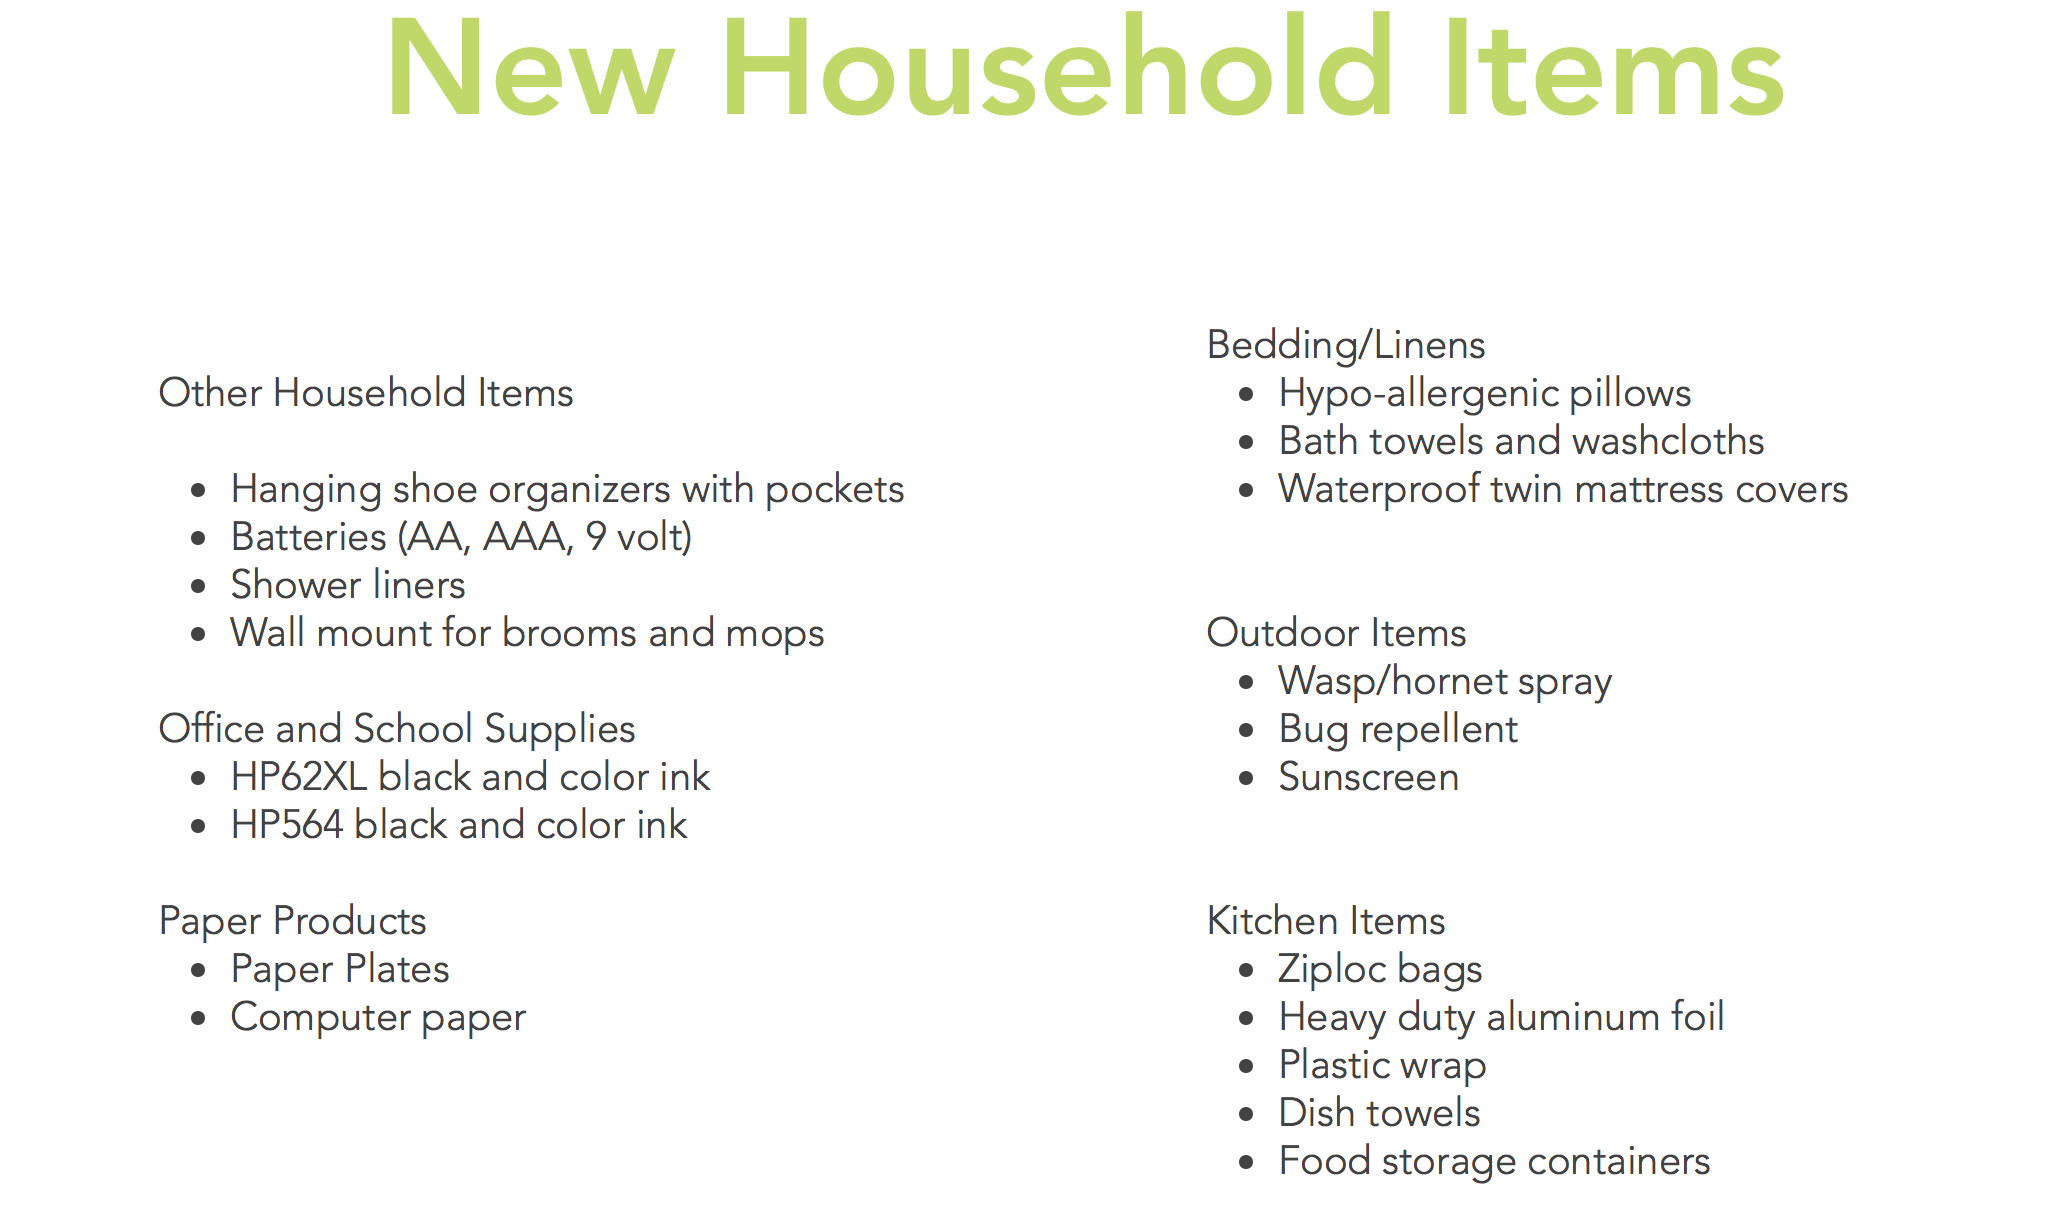 New Household Items
Other Household Items
• Hanging shoe organizers with pockets
• Batteries (AA, AAA, 9 volt)
• Shower liners
• Wall mount for brooms and mops
Office and School Supplies
• HP62XL black and color ink
• HP564 black and color ink
Paper Products
• Paper Plates
• Computer paper
Bedding/Linens
• Hypo-allergenic pillows
• Bath towels and washcloths
• Waterproof twin mattress covers
Outdoor Items
• Wasp/hornet spray
• Bug repellent
• Sunscreen
Kitchen Items
• Ziploc bags
• Heavy duty aluminum foil
• Plastic wrap
• Dish towels
• Food storage containers